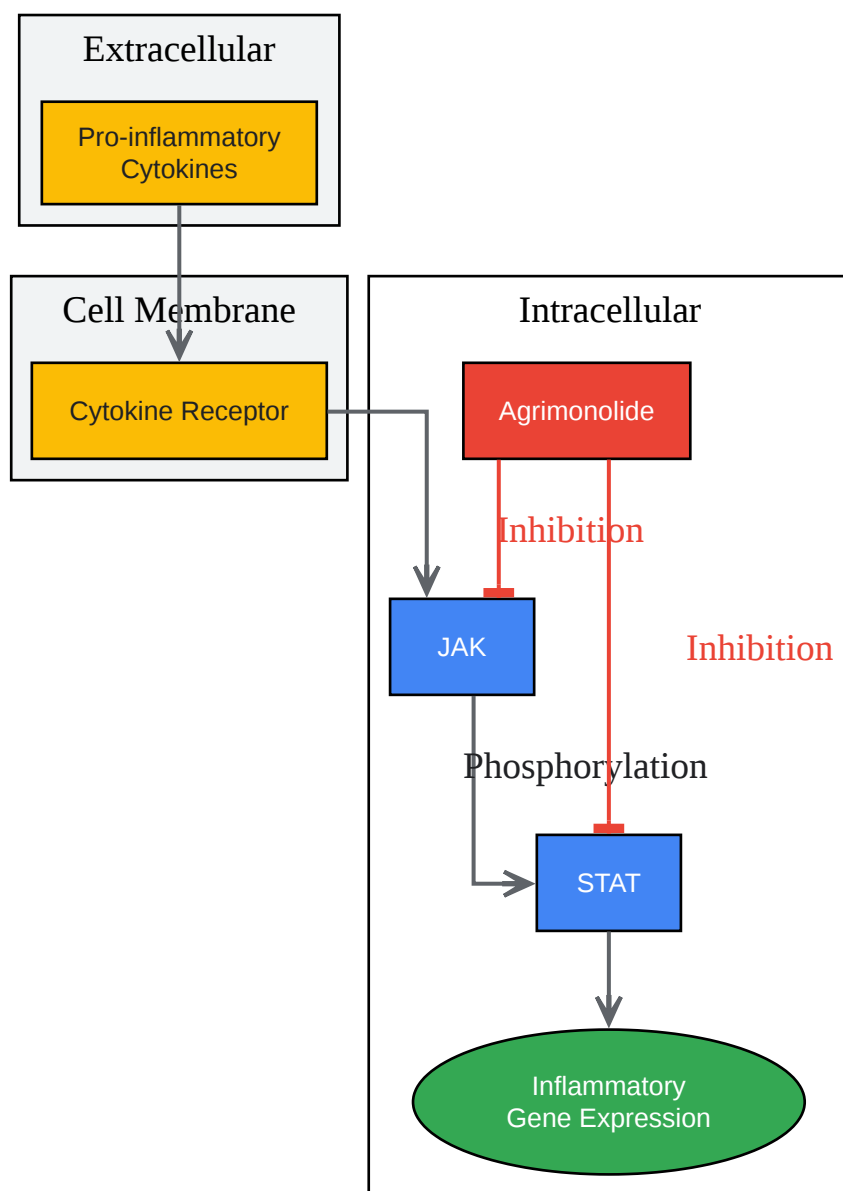 Extracellular
Pro-inflammatory
Cytokines
Cell Membrane
Cytokine Receptor
Intracellular
Agrimonolide
Inhibition
JAK
Inhibition
Phosphorylation
STAT
Inflammatory
Gene Expression